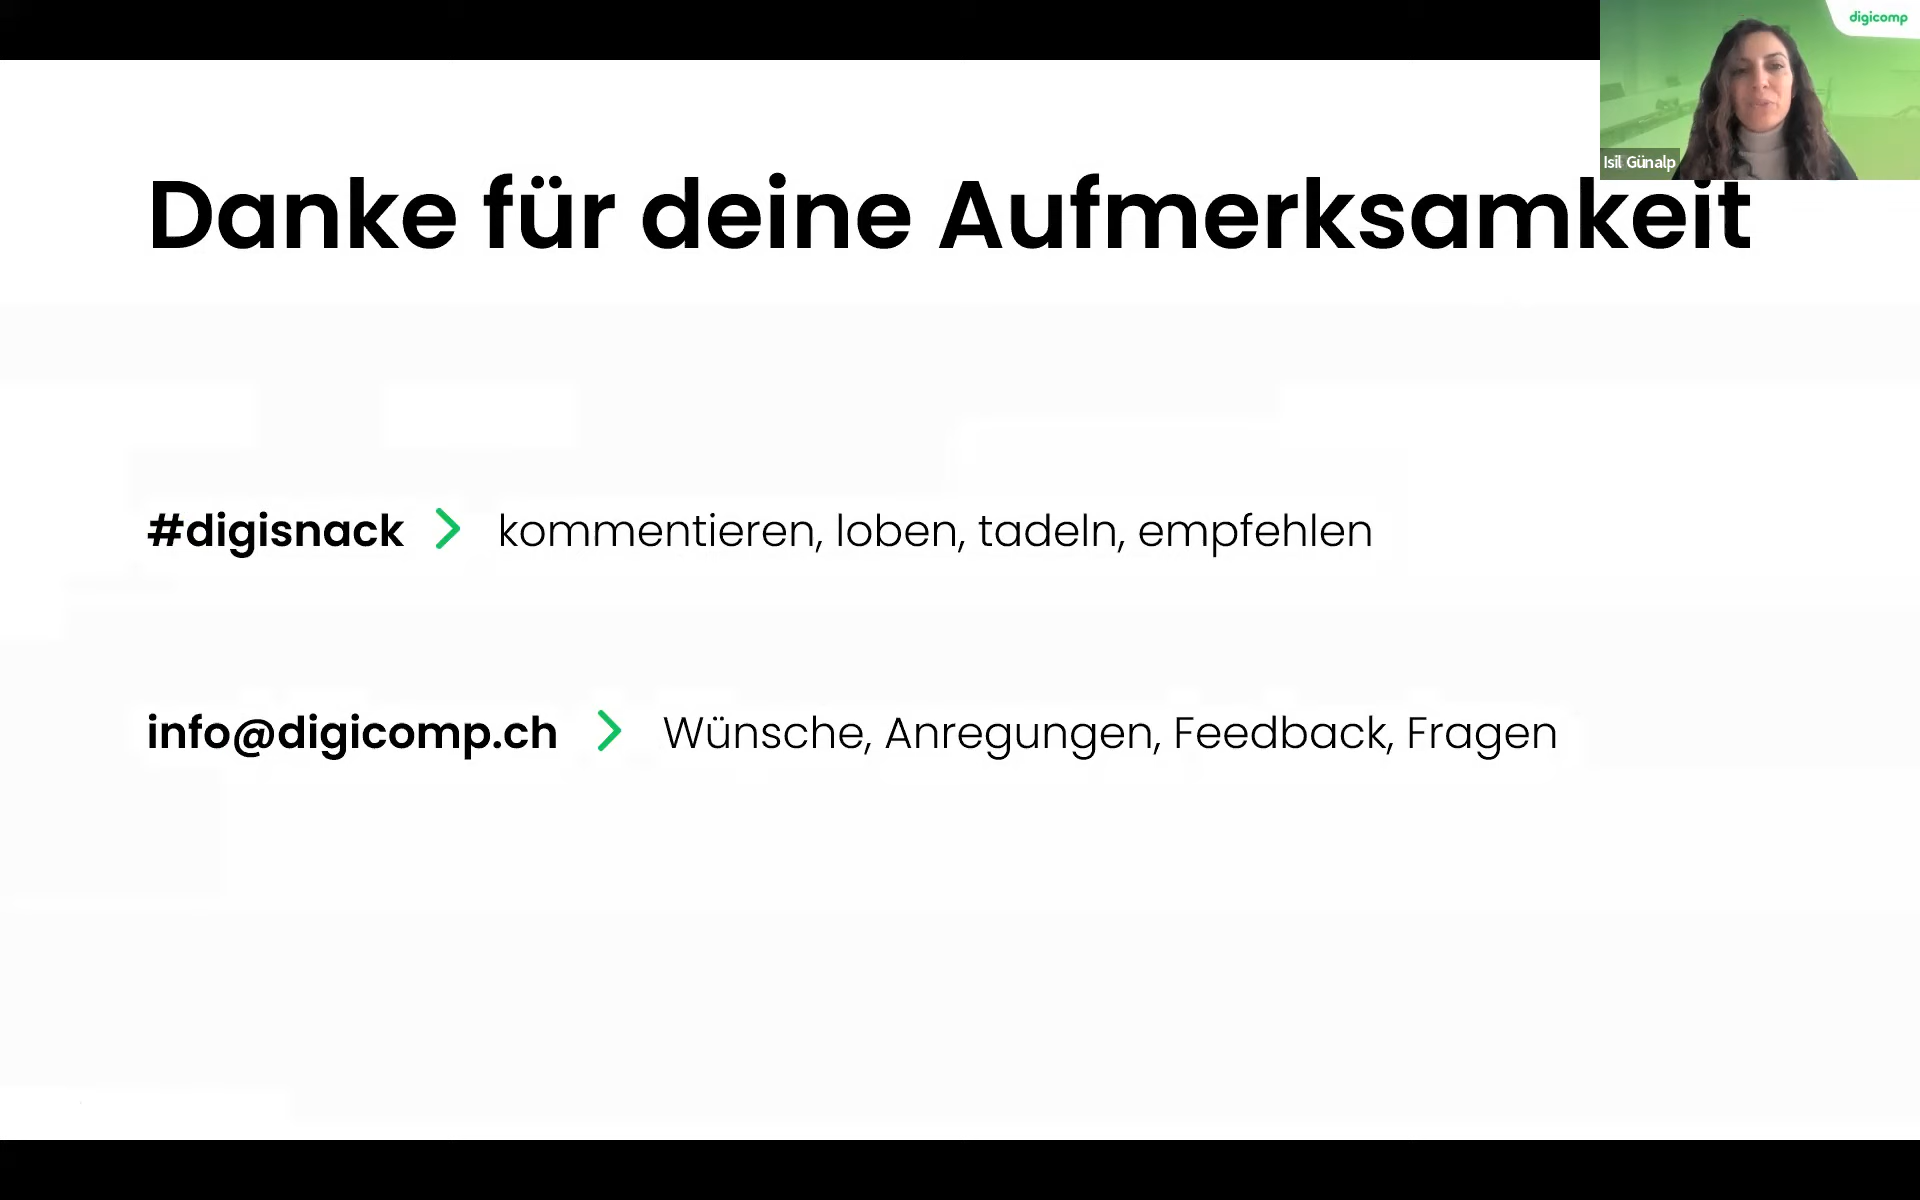 digicomp
Isil Günalp
Danke für deine Aufmerksamkeit
#digisnack > kommentieren, loben, tadeln, empfehlen
info@digicomp.ch > Wünsche, Anregungen, Feedback, Fragen